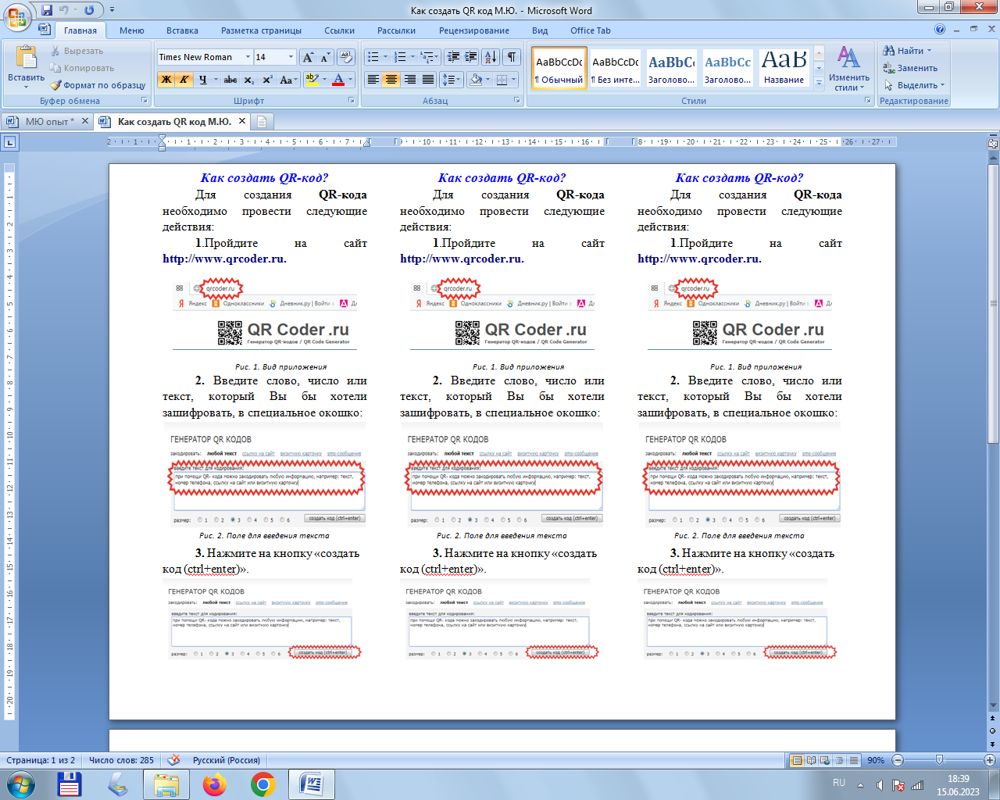 Как создать QR код М.Ю. - Microsoft Word
Главная Меню Вставка Разметка страницы Ссылки Рассылки Рецензирование Вид Office Tab
Вставить
Вырезать
Копировать
Формат по образцу
Буфер обмена
Times New Roman 14
Ж К Ч abc x₂ x² Aa
Шрифт
Абзац
AaBbCcDc AaBbCcDc AaBbC AaBbCc AaB
¶ Обычный ¶ Без инте... Заголово... Заголово... Название
Изменить стили
Стили
Найти
Заменить
Выделить
Редактирование
МЮ опыт * Как создать QR код М.Ю.
Как создать QR-код?
Для создания QR-кода
необходимо провести следующие
действия:
1.Пройдите на сайт
http://www.qrcoder.ru.
qrcoder.ru
Яндекс Одноклассники Дневник.ру | Войти
QR Coder.ru
Генератор QR-кодов / QR Code Generator
Рис. 1. Вид приложения
2. Введите слово, число или
текст, который Вы бы хотели
зашифровать, в специальное окошко:
ГЕНЕРАТОР QR КОДОВ
закодировать: любой текст ссылку на сайт визитную карточку sms-сообщение
введите текст для кодирования:
при помощи QR- кода можно закодировать любую информацию, например: текст,
номер телефона, ссылку на сайт или визитную карточку
размер: 1 2 3 4 5 6 создать код (ctrl+enter)
Рис. 2. Поле для введения текста
3. Нажмите на кнопку «создать
код (ctrl+enter)».
ГЕНЕРАТОР QR КОДОВ
закодировать: любой текст ссылку на сайт визитную карточку sms-сообщение
введите текст для кодирования:
при помощи QR- кода можно закодировать любую информацию, например: текст,
номер телефона, ссылку на сайт или визитную карточку
размер: 1 2 3 4 5 6 создать код (ctrl+enter)
Как создать QR-код?
Для создания QR-кода
необходимо провести следующие
действия:
1.Пройдите на сайт
http://www.qrcoder.ru.
qrcoder.ru
Яндекс Одноклассники Дневник.ру | Войти
QR Coder.ru
Генератор QR-кодов / QR Code Generator
Рис. 1. Вид приложения
2. Введите слово, число или
текст, который Вы бы хотели
зашифровать, в специальное окошко:
ГЕНЕРАТОР QR КОДОВ
закодировать: любой текст ссылку на сайт визитную карточку sms-сообщение
введите текст для кодирования:
при помощи QR- кода можно закодировать любую информацию, например: текст,
номер телефона, ссылку на сайт или визитную карточку
размер: 1 2 3 4 5 6 создать код (ctrl+enter)
Рис. 2. Поле для введения текста
3. Нажмите на кнопку «создать
код (ctrl+enter)».
ГЕНЕРАТОР QR КОДОВ
закодировать: любой текст ссылку на сайт визитную карточку sms-сообщение
введите текст для кодирования:
при помощи QR- кода можно закодировать любую информацию, например: текст,
номер телефона, ссылку на сайт или визитную карточку
размер: 1 2 3 4 5 6 создать код (ctrl+enter)
Как создать QR-код?
Для создания QR-кода
необходимо провести следующие
действия:
1.Пройдите на сайт
http://www.qrcoder.ru.
qrcoder.ru
Яндекс Одноклассники Дневник.ру | Войти
QR Coder.ru
Генератор QR-кодов / QR Code Generator
Рис. 1. Вид приложения
2. Введите слово, число или
текст, который Вы бы хотели
зашифровать, в специальное окошко:
ГЕНЕРАТОР QR КОДОВ
закодировать: любой текст ссылку на сайт визитную карточку sms-сообщение
введите текст для кодирования:
при помощи QR- кода можно закодировать любую информацию, например: текст,
номер телефона, ссылку на сайт или визитную карточку
размер: 1 2 3 4 5 6 создать код (ctrl+enter)
Рис. 2. Поле для введения текста
3. Нажмите на кнопку «создать
код (ctrl+enter)».
ГЕНЕРАТОР QR КОДОВ
закодировать: любой текст ссылку на сайт визитную карточку sms-сообщение
введите текст для кодирования:
при помощи QR- кода можно закодировать любую информацию, например: текст,
номер телефона, ссылку на сайт или визитную карточку
размер: 1 2 3 4 5 6 создать код (ctrl+enter)
Страница: 1 из 2 Число слов: 285 Русский (Россия) 90%
RU 18:39
15.06.2023